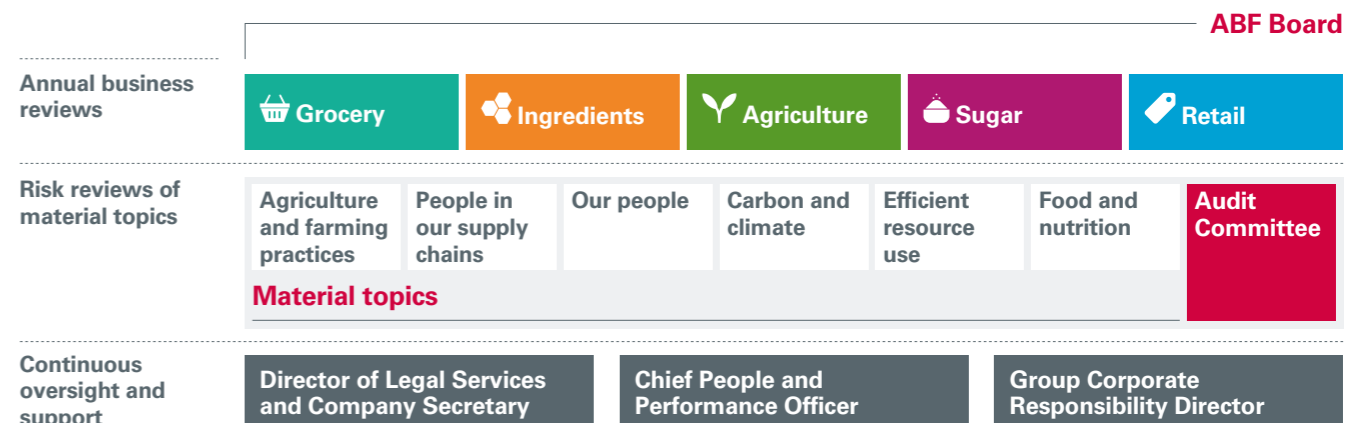 ABF Board
Annual business
reviews
Grocery
Ingredients
Agriculture
Sugar
Retail
Risk reviews of
material topics
Agriculture
and farming
practices
People in
our supply
chains
Our people
Carbon and
climate
Efficient
resource
use
Food and
nutrition
Audit
Committee
Material topics
Continuous
oversight and
support
Director of Legal Services
and Company Secretary
Chief People and
Performance Officer
Group Corporate
Responsibility Director